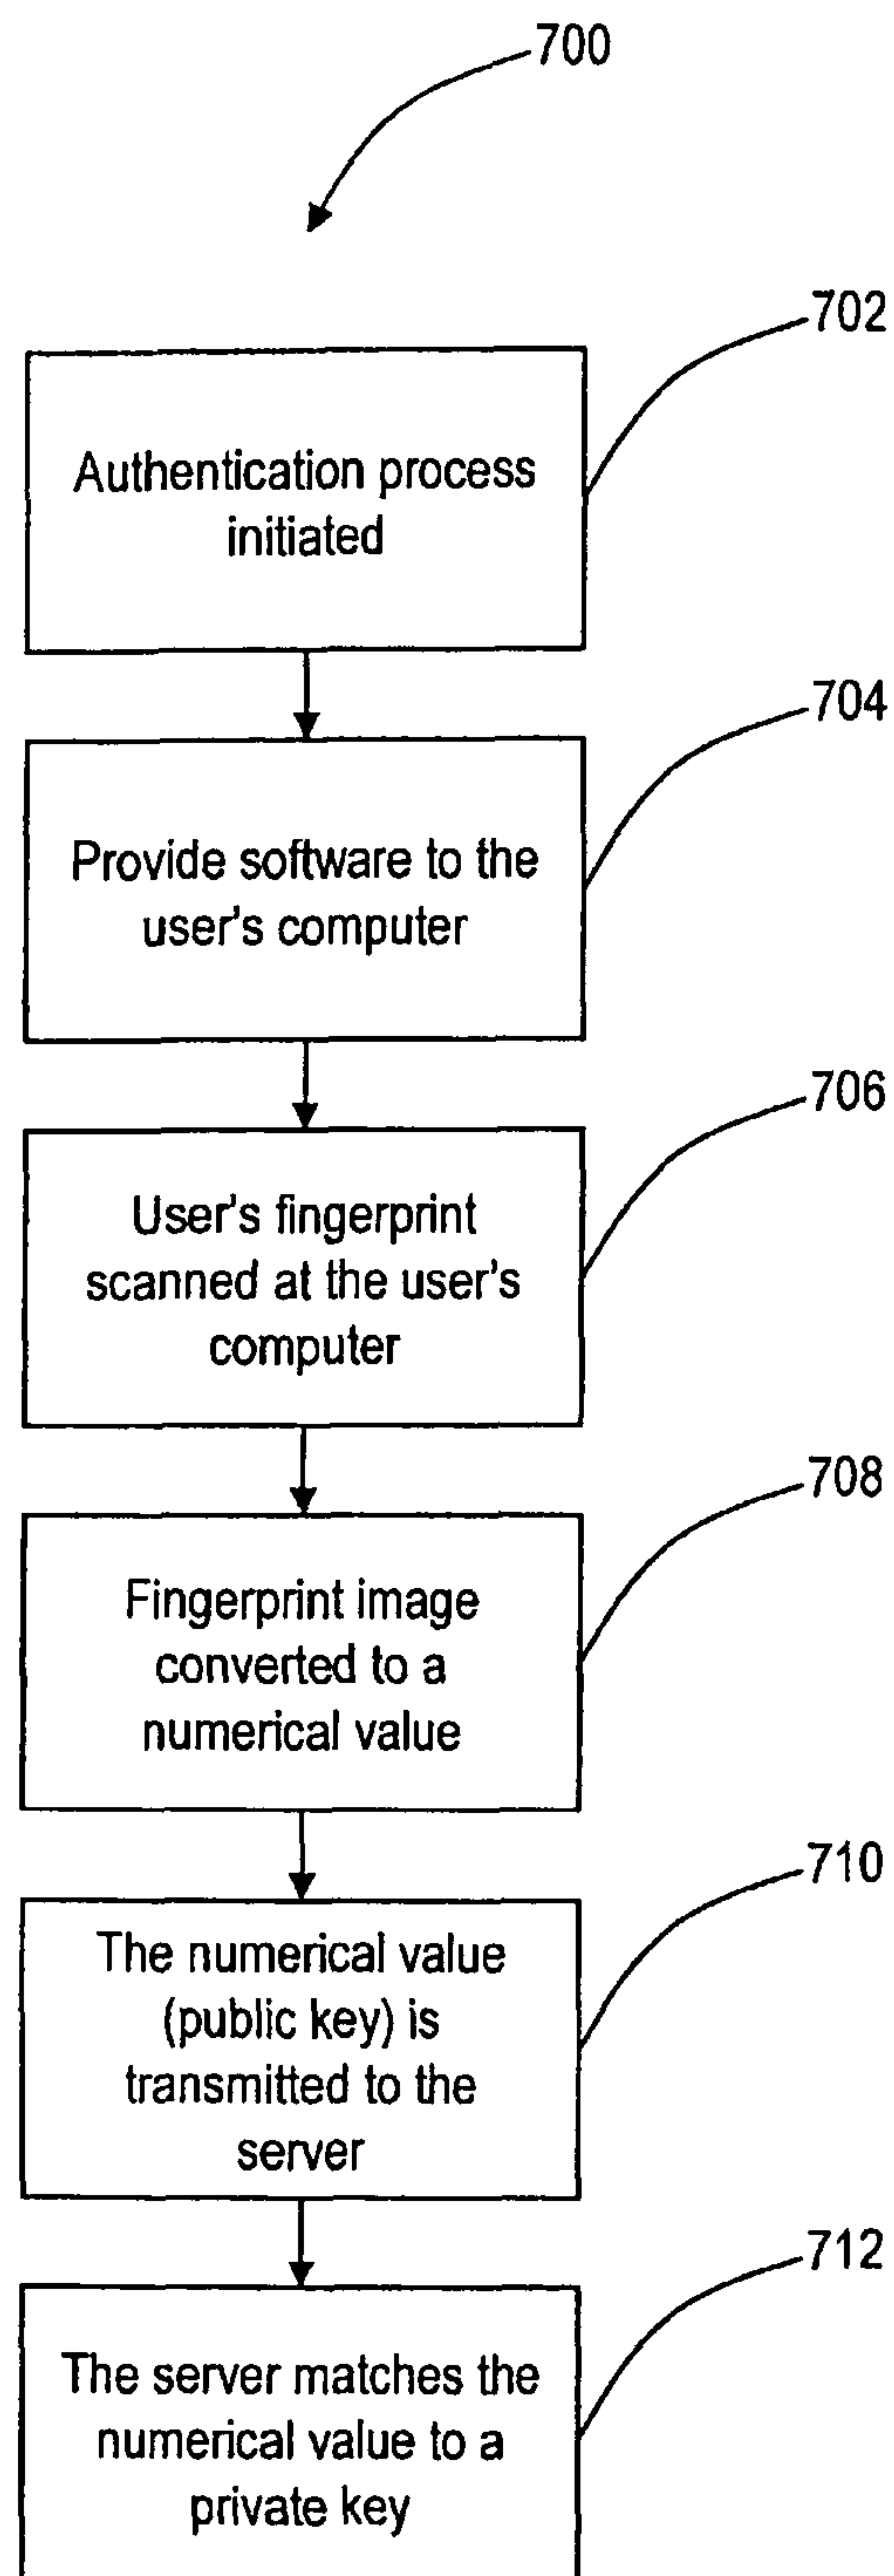 700
702
Authentication process
initiated
704
Provide software to the
user's computer
706
User's fingerprint
scanned at the user's
computer
708
Fingerprint image
converted to a
numerical value
710
The numerical value
(public key) is
transmitted to the
server
712
The server matches the
numerical value to a
private key